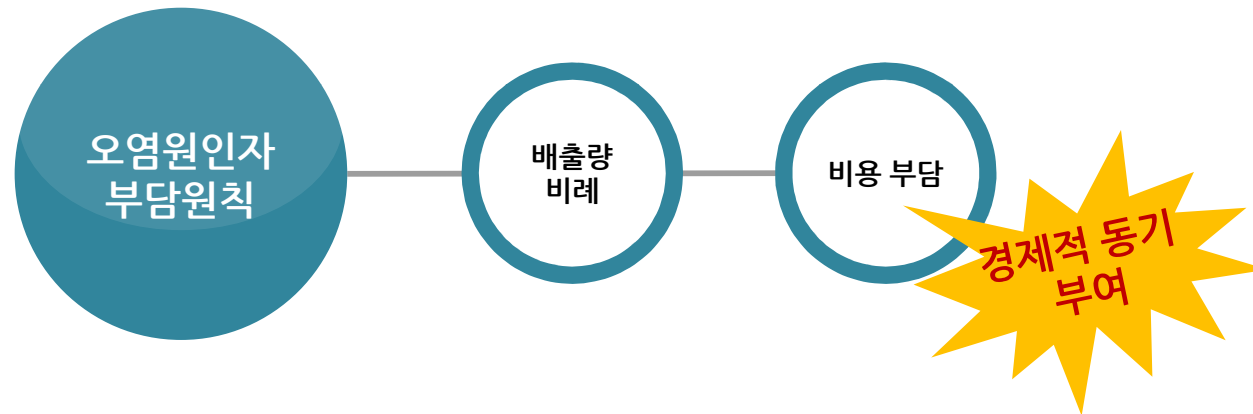 오염원인자
부담원칙
배출량
비례
비용 부담
경제적 동기
부여